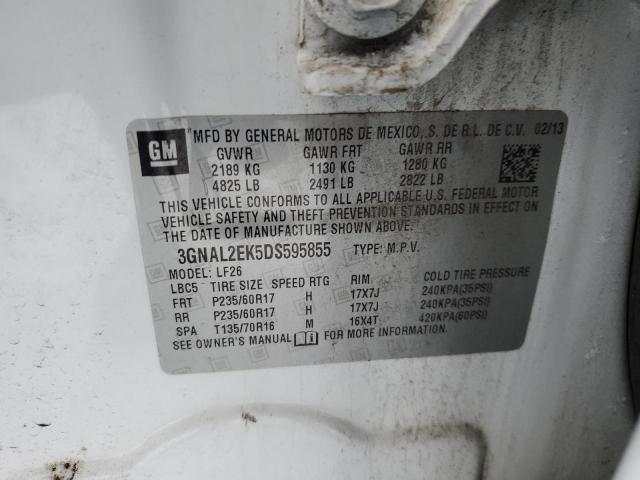 GM
MFD BY GENERAL MOTORS DE MEXICO, S. DE R.L. DE C.V. 02/13
GVWR GAWR FRT GAWR RR
2189 KG 1130 KG 1280 KG
4825 LB 2491 LB 2822 LB
THIS VEHICLE CONFORMS TO ALL APPLICABLE U.S. FEDERAL MOTOR
VEHICLE SAFETY AND THEFT PREVENTION STANDARDS IN EFFECT ON
THE DATE OF MANUFACTURE SHOWN ABOVE.
3GNAL2EK5DS595855 TYPE: M.P.V.
MODEL: LF26
LBC5 TIRE SIZE SPEED RTG RIM COLD TIRE PRESSURE
FRT P235/60R17 H 17X7J 240KPA(35PSI)
RR P235/60R17 H 17X7J 240KPA(35PSI)
SPA T135/70R16 M 16X4T 420KPA(60PSI)
SEE OWNER'S MANUAL FOR MORE INFORMATION.